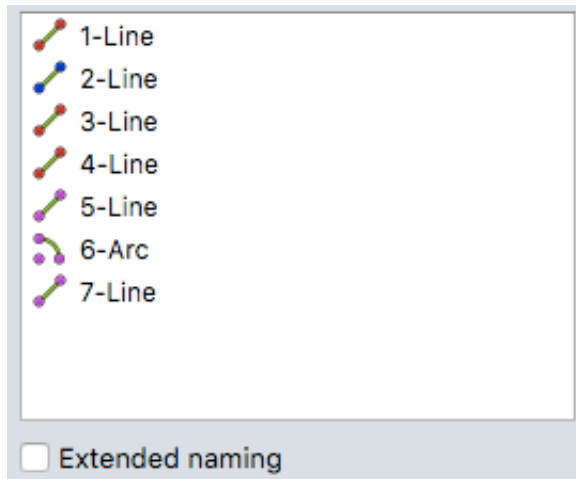 1-Line
2-Line
3-Line
4-Line
5-Line
6-Arc
7-Line
Extended naming